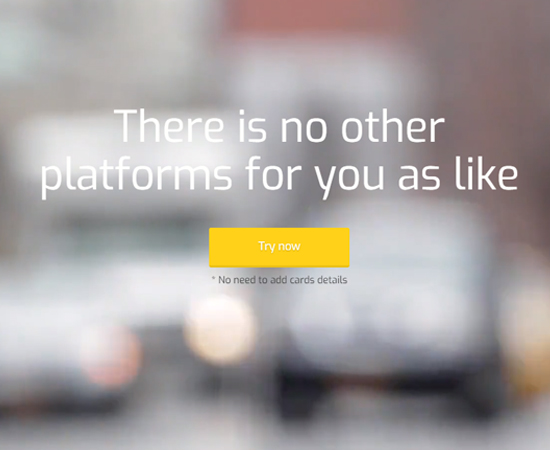 There is no other
platforms for you as like
Try now
* No need to add cards details